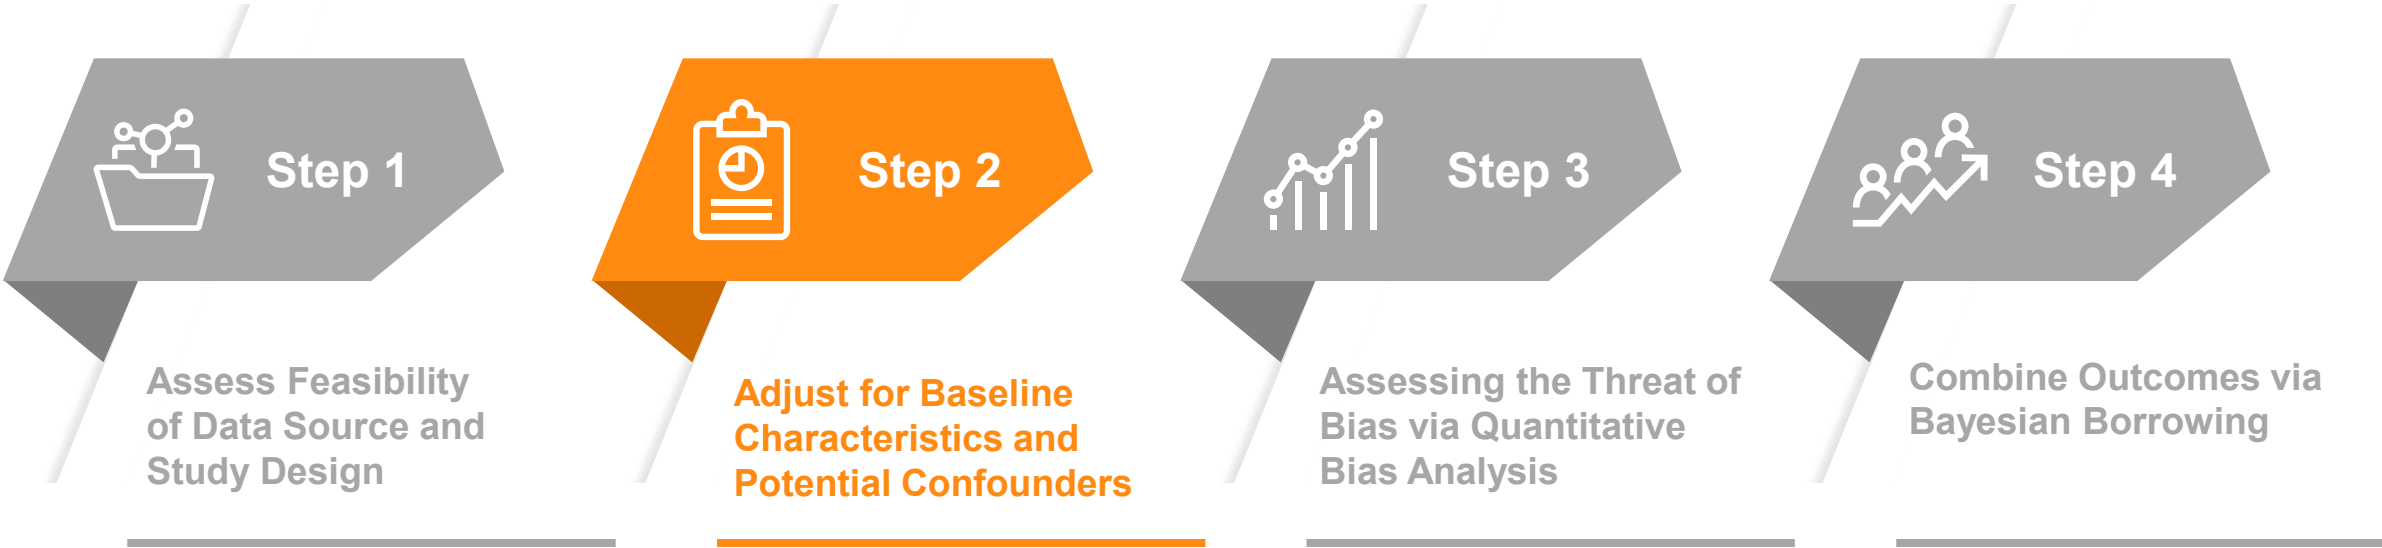 Step 1
Assess Feasibility
of Data Source and
Study Design
Step 2
Adjust for Baseline
Characteristics and
Potential Confounders
Step 3
Assessing the Threat of
Bias via Quantitative
Bias Analysis
Step 4
Combine Outcomes via
Bayesian Borrowing